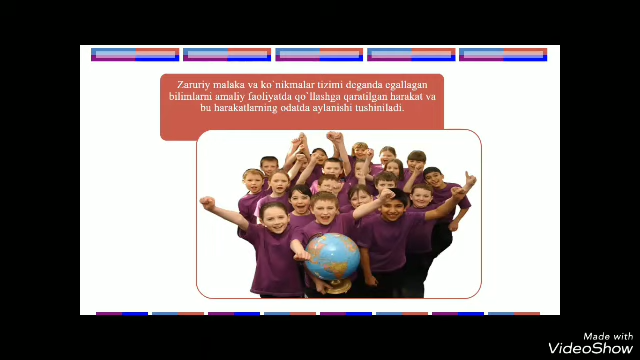 Zaruriy malaka va ko`nikmalar tizimi deganda egallagan
bilimlarni amaliy faoliyatda qo`llashga qaratilgan harakat va
bu harakatlarning odatda aylanishi tushiniladi.
Made with
VideoShow